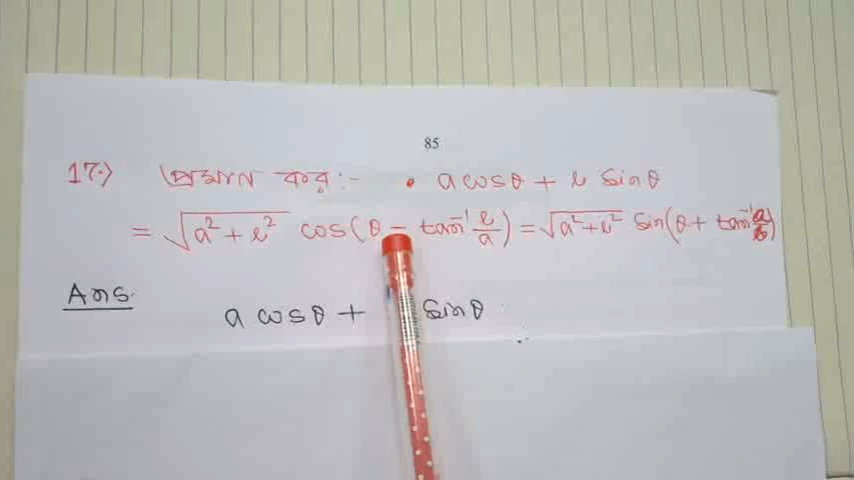 85
17.) প্রমাণ কর:- • a cosθ + b sinθ
= √a² + b² cos(θ - tan⁻¹ b/a) = √a² + b² sin(θ + tan⁻¹ a/b)
Ans.
a cosθ + sinθ